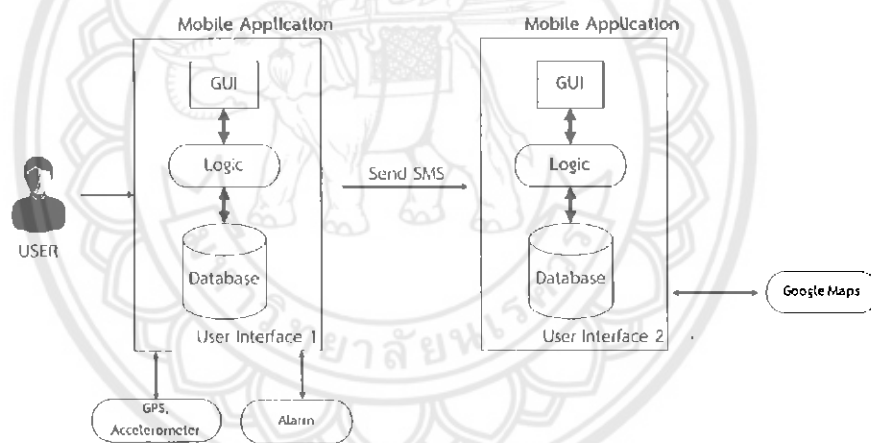 Mobile Application
Mobile Application
GUI
GUI
Logic
Logic
Send SMS
USER
Database
Database
Google Maps
User Interface 1
User Interface 2
GPS,
Accelerometer
Alarm